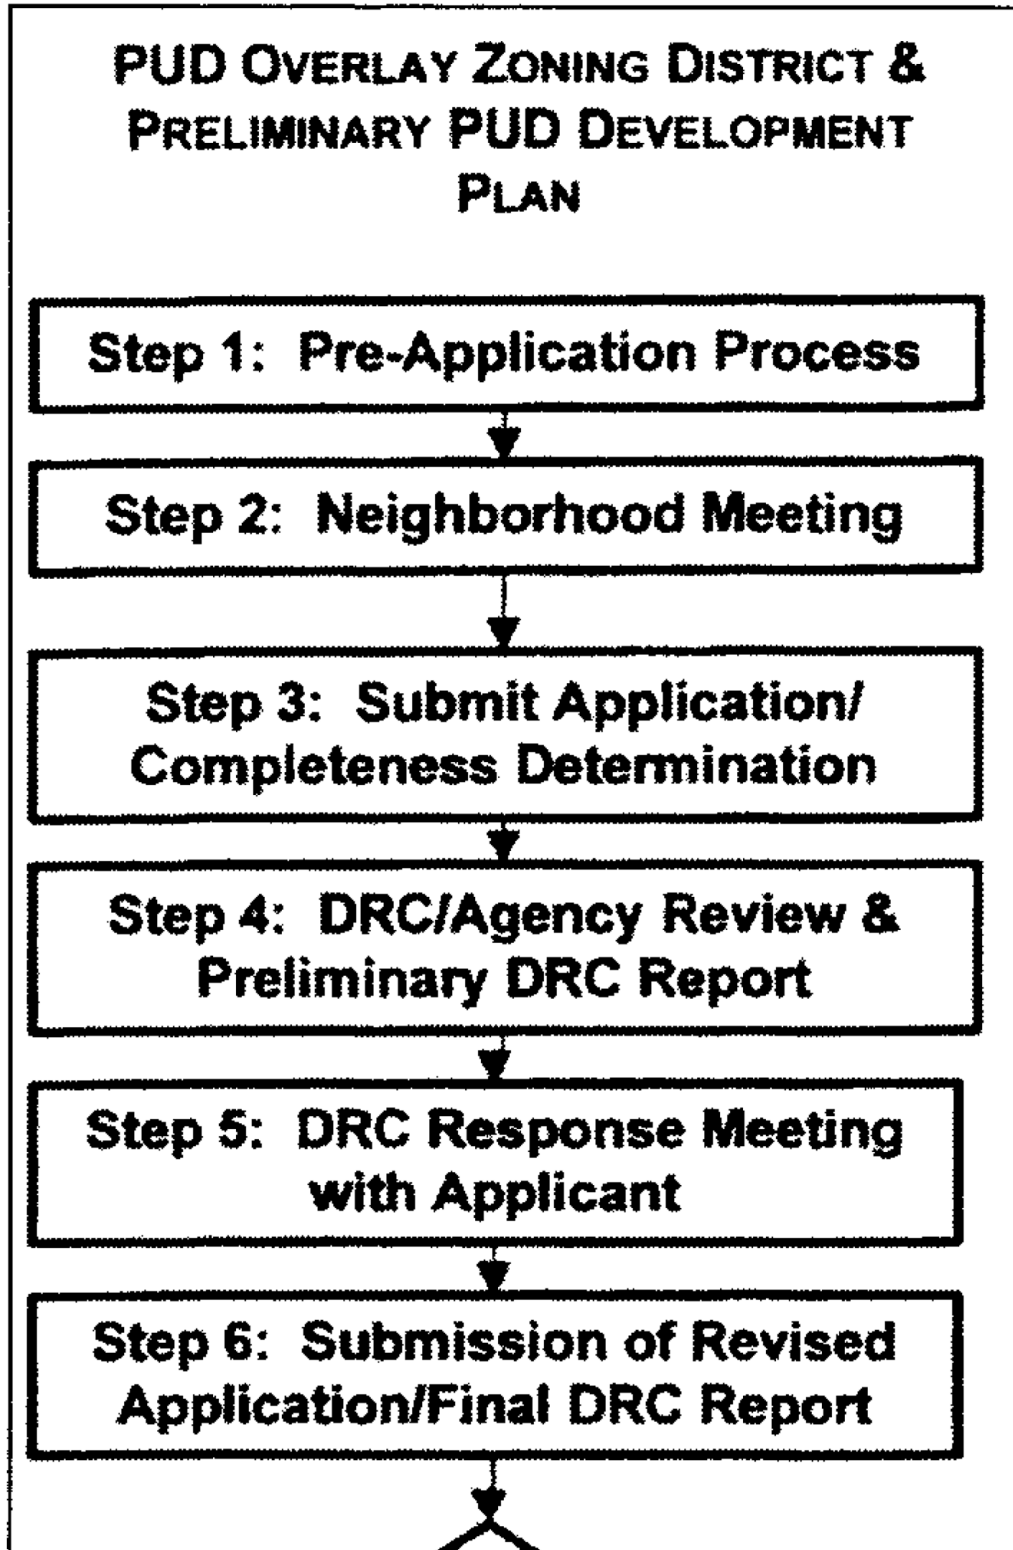 PUD OVERLAY ZONING DISTRICT &
PRELIMINARY PUD DEVELOPMENT
PLAN
Step 1: Pre-Application Process
Step 2: Neighborhood Meeting
Step 3: Submit Application/
Completeness Determination
Step 4: DRC/Agency Review &
Preliminary DRC Report
Step 5: DRC Response Meeting
with Applicant
Step 6: Submission of Revised
Application/Final DRC Report